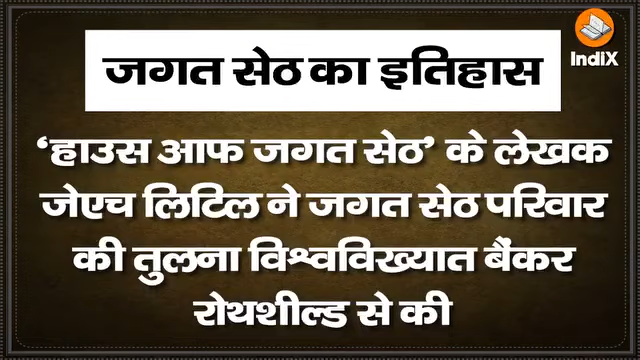 IndiX
जगत सेठ का इतिहास
‘हाउस आफ जगत सेठ’ के लेखक
जेएच लिटिल ने जगत सेठ परिवार
की तुलना विश्वविख्यात बैंकर
रोथशील्ड से की